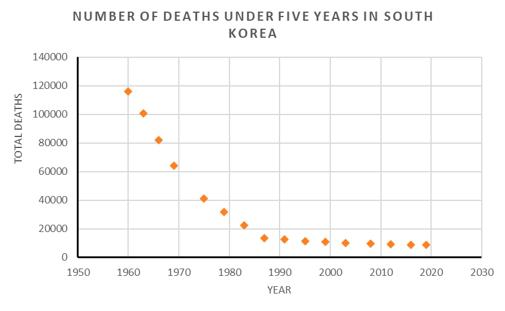 NUMBER OF DEATHS UNDER FIVE YEARS IN SOUTH
KOREA
TOTAL DEATHS
140000
120000
100000
80000
60000
40000
20000
0
1950 1960 1970 1980 1990 2000 2010 2020 2030
YEAR